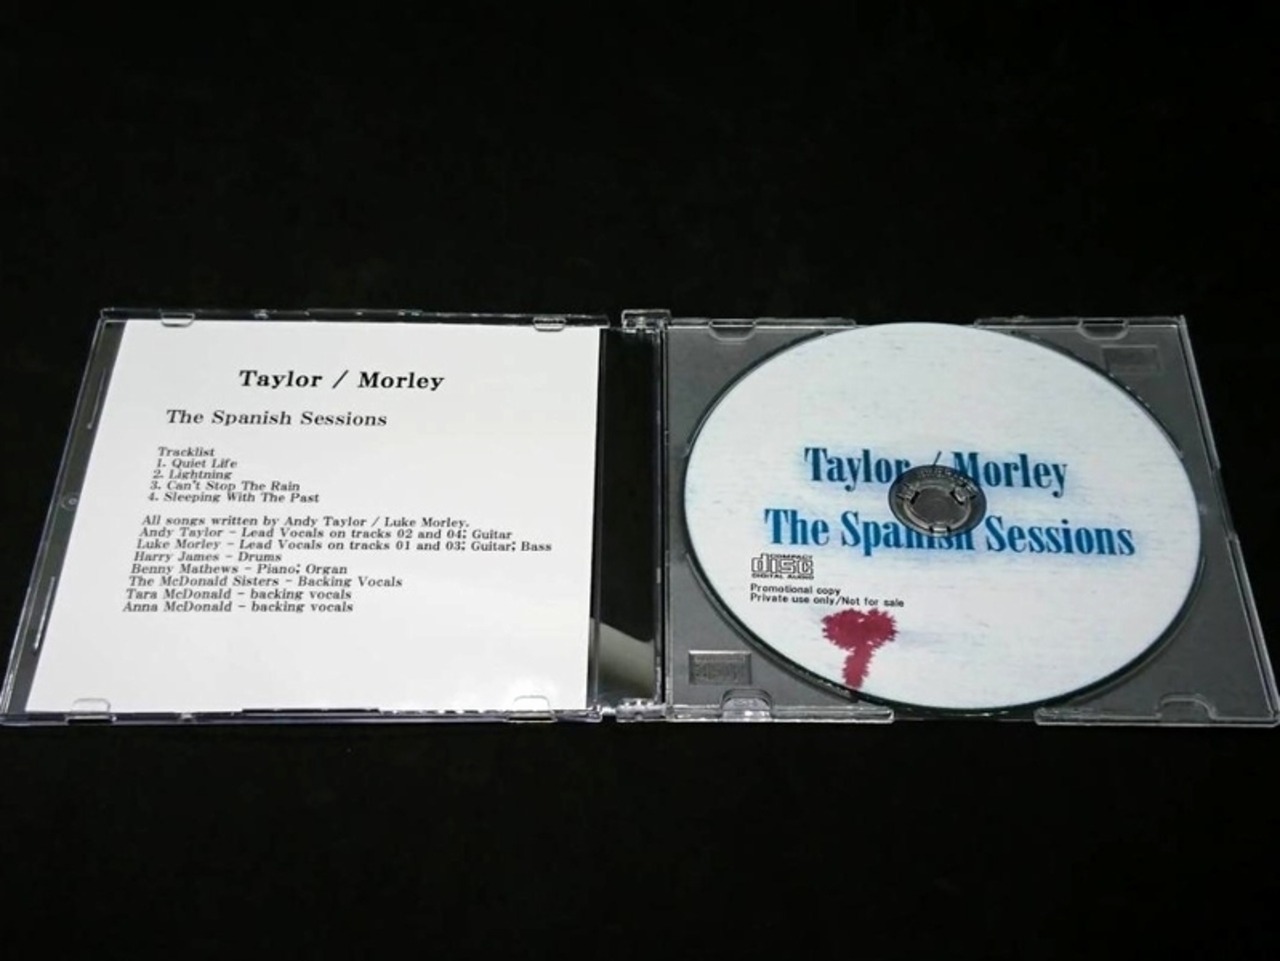 Taylor / Morley
The Spanish Sessions
Tracklist
1. Quiet Life
2. Lightning
3. Can't Stop The Rain
4. Sleeping With The Past
All songs written by Andy Taylor / Luke Morley.
Andy Taylor - Lead Vocals on tracks 02 and 04; Guitar
Luke Morley - Lead Vocals on tracks 01 and 03; Guitar; Bass
Harry James - Drums
Benny Mathews - Piano; Organ
The McDonald Sisters - Backing Vocals
Tara McDonald - backing vocals
Anna McDonald - backing vocals
Taylor / Morley
The Spanish Sessions
COMPACT
disc
DIGITAL AUDIO
Promotional copy
Private use only/Not for sale